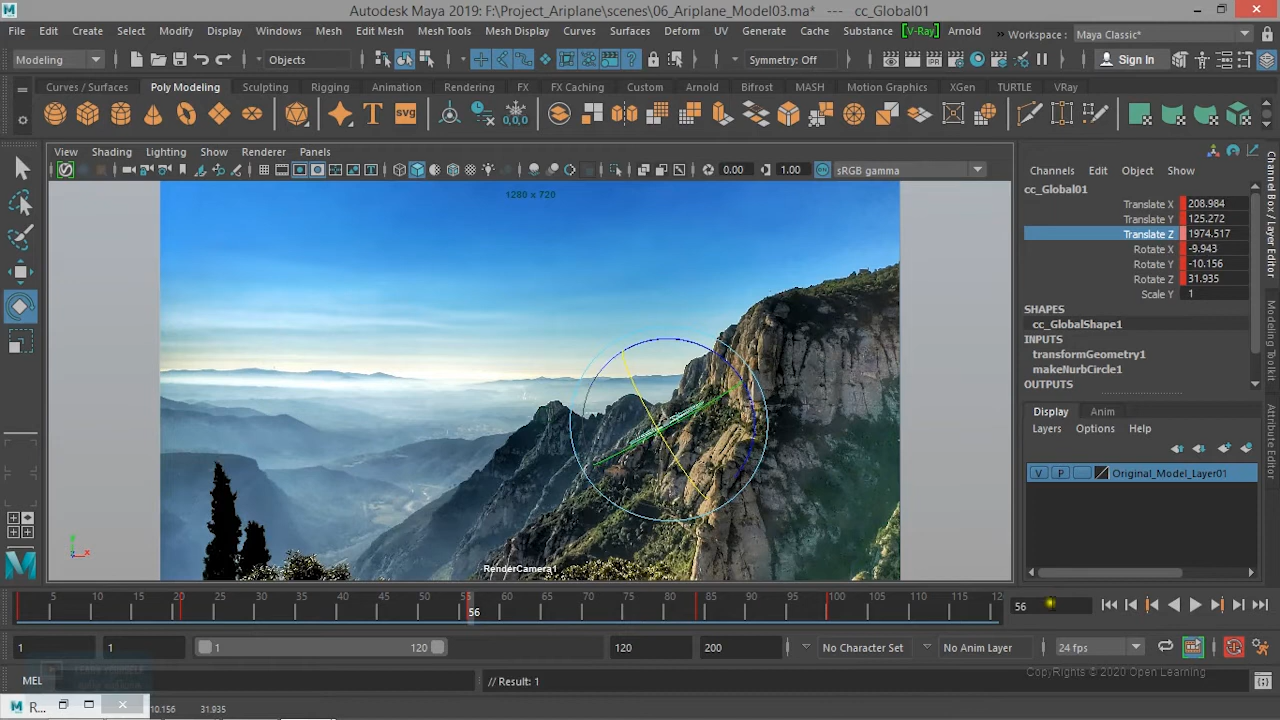 Autodesk Maya 2019: F:\Project_Ariplane\scenes\06_Ariplane_Model03.ma* --- cc_Global01
File Edit Create Select Modify Display Windows Mesh Edit Mesh Mesh Tools Mesh Display Curves Surfaces Deform UV Generate Cache Substance [V-Ray] Arnold Workspace : Maya Classic*
Modeling Objects Symmetry: Off Sign In
Curves / Surfaces Poly Modeling Sculpting Rigging Animation Rendering FX FX Caching Custom Arnold Bifrost MASH Motion Graphics XGen TURTLE VRay
svg 0,0,0
View Shading Lighting Show Renderer Panels
0.00 1.00 sRGB gamma
1280 x 720
RenderCamera1
Channels Edit Object Show
cc_Global01
Translate X 208.984
Translate Y 125.272
Translate Z 1974.517
Rotate X -9.943
Rotate Y -10.156
Rotate Z 31.935
Scale Y 1
SHAPES
cc_GlobalShape1
INPUTS
transformGeometry1
makeNurbCircle1
OUTPUTS
Display Anim
Layers Options Help
V P Original_Model_Layer01
Channel Box / Layer Editor
Modeling Toolkit
Attribute Editor
5 10 15 20 25 30 35 40 45 50 55 60 65 70 75 80 85 90 95 100 105 110 115 12
56
56
1 1 1 120 120 200 No Character Set No Anim Layer 24 fps
MEL // Result: 1
CopyRights © 2020 Open Learning
R... 10.156 31.935